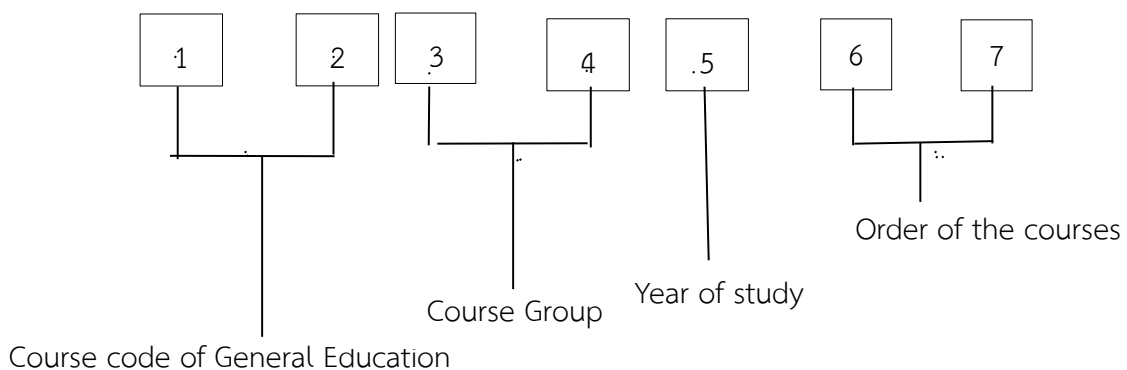 1 2 3 4 5 6 7
Order of the courses
Year of study
Course Group
Course code of General Education